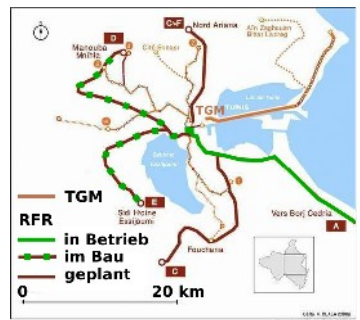 C+F
Nord Ariana
D
Manouba
Mnihla
TGM
TUNIS
E
Sidi Hsine
Essijoumi
Fouchana
Vers Borj Cedria
A
C
TGM
RFR
in Betrieb
im Bau
geplant
0
20 km